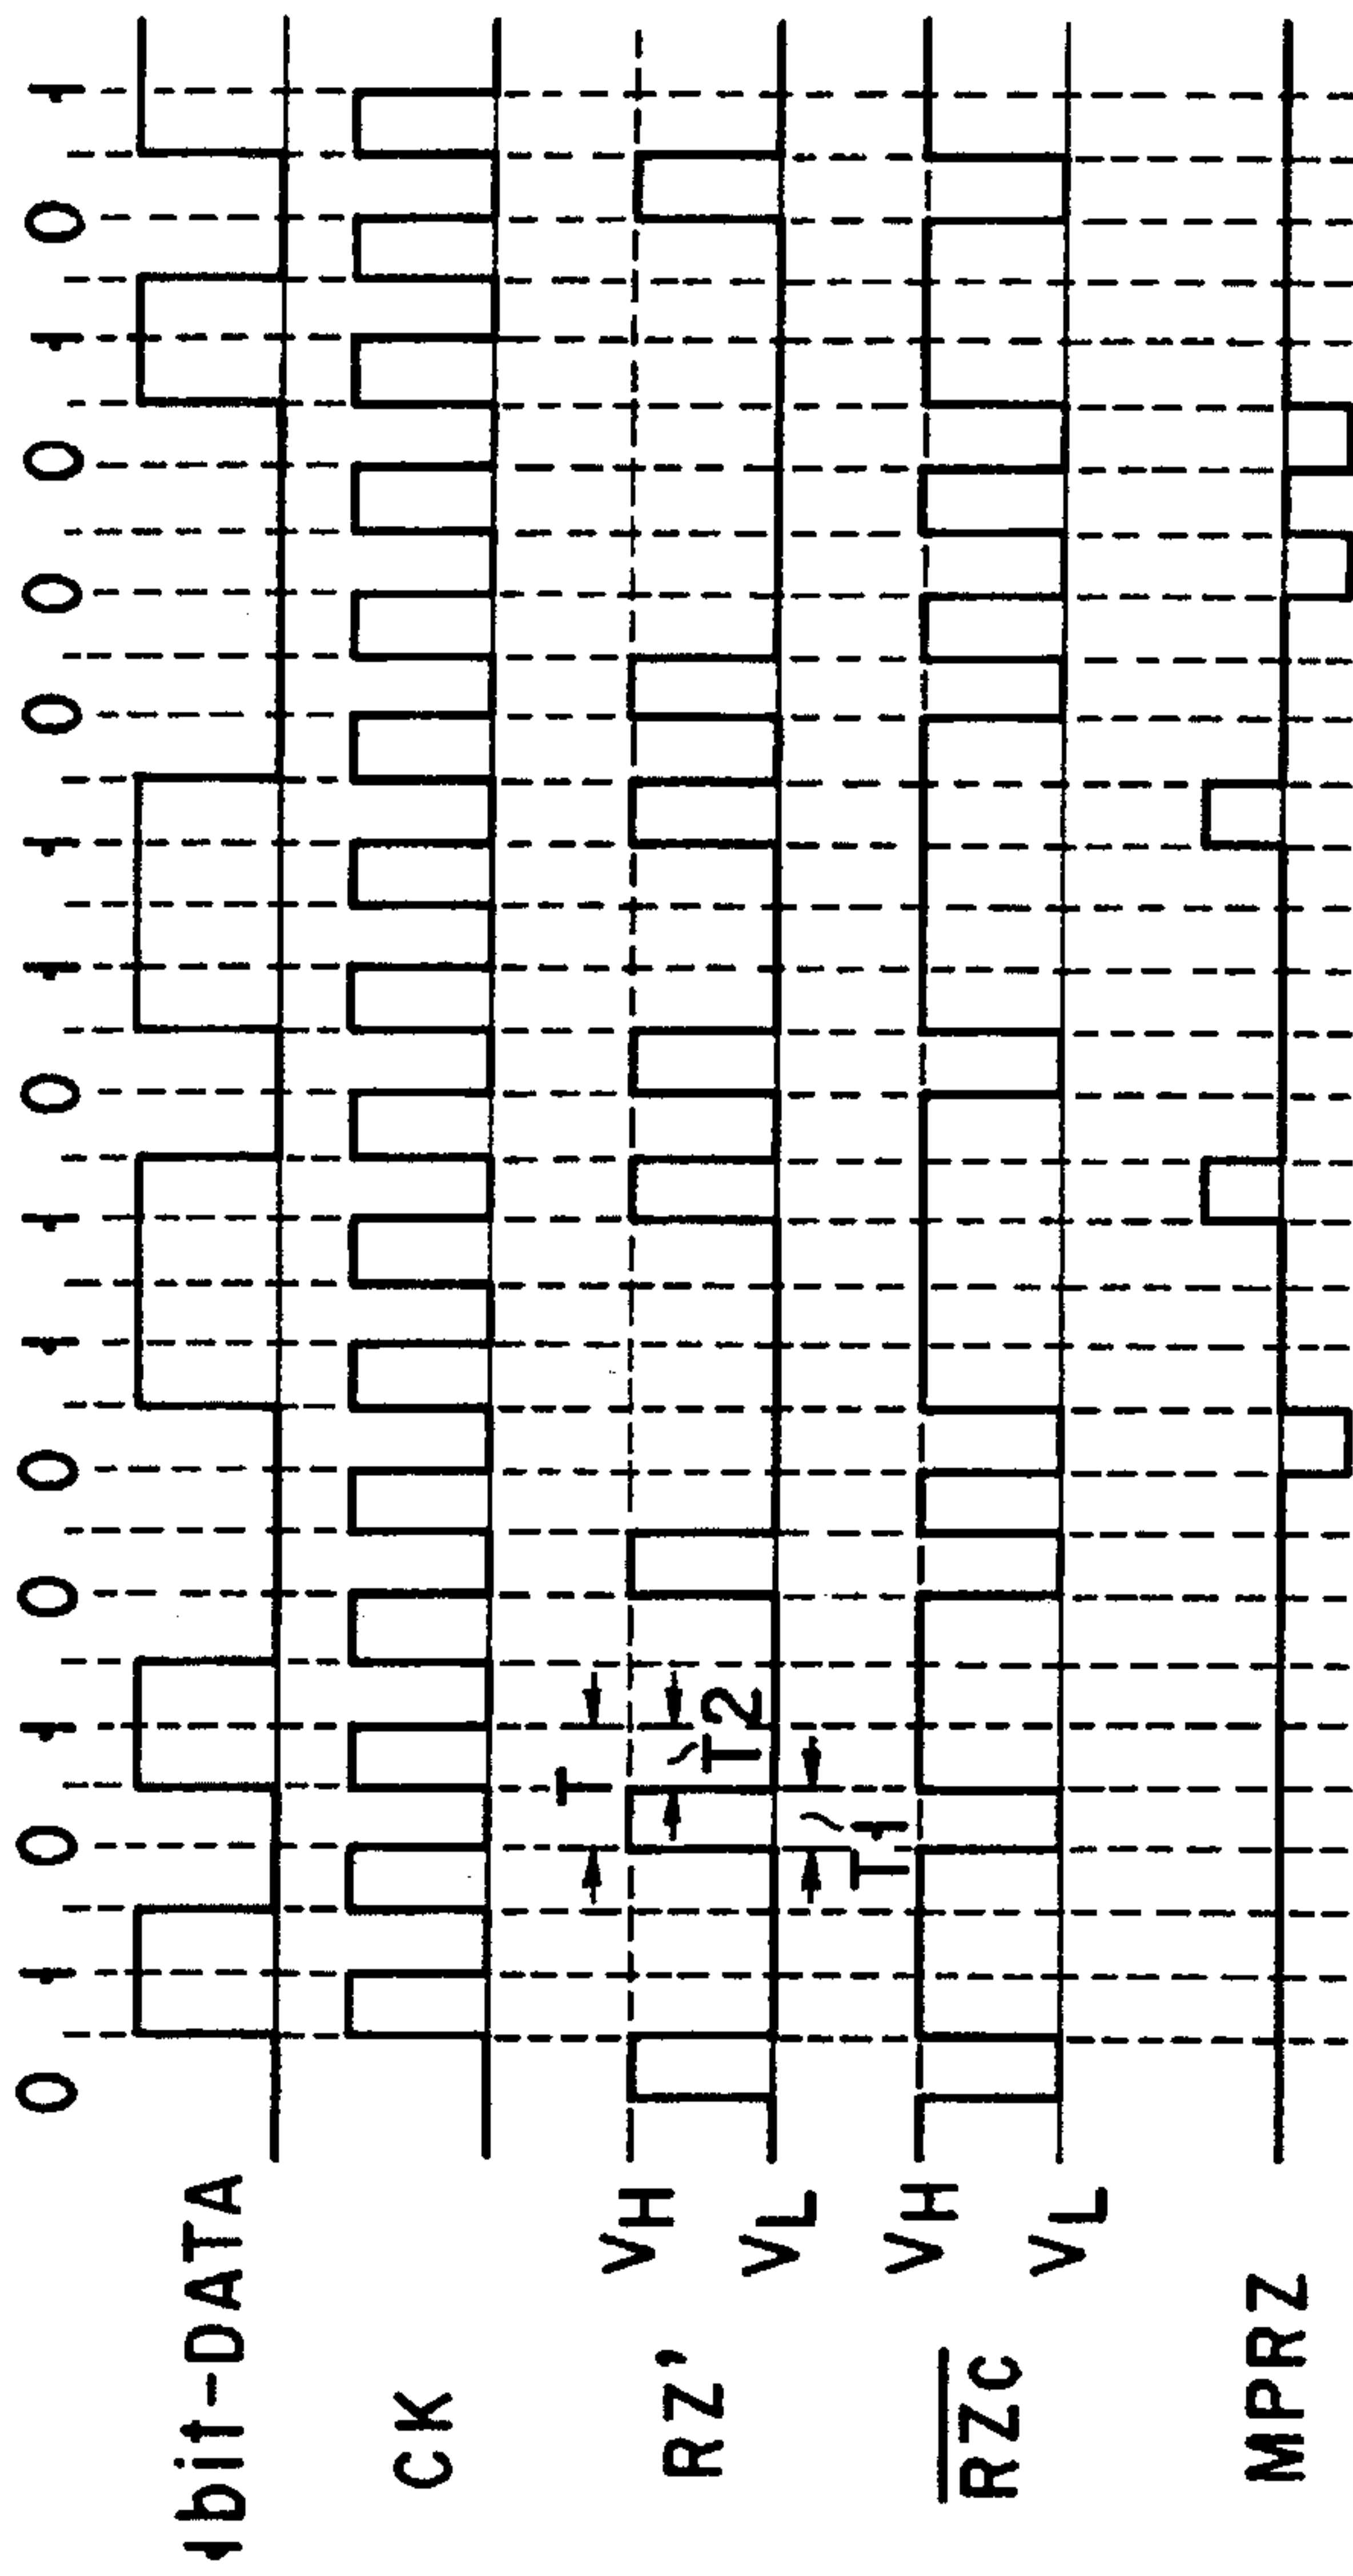 0 1 0 1 0 0 1 1 0 1 1 0 0 0 1 0 1
1bit-DATA
CK
T
VH
RZ'
T2
VL
T1
VH
R̅Z̅C̅
VL
MPRZ